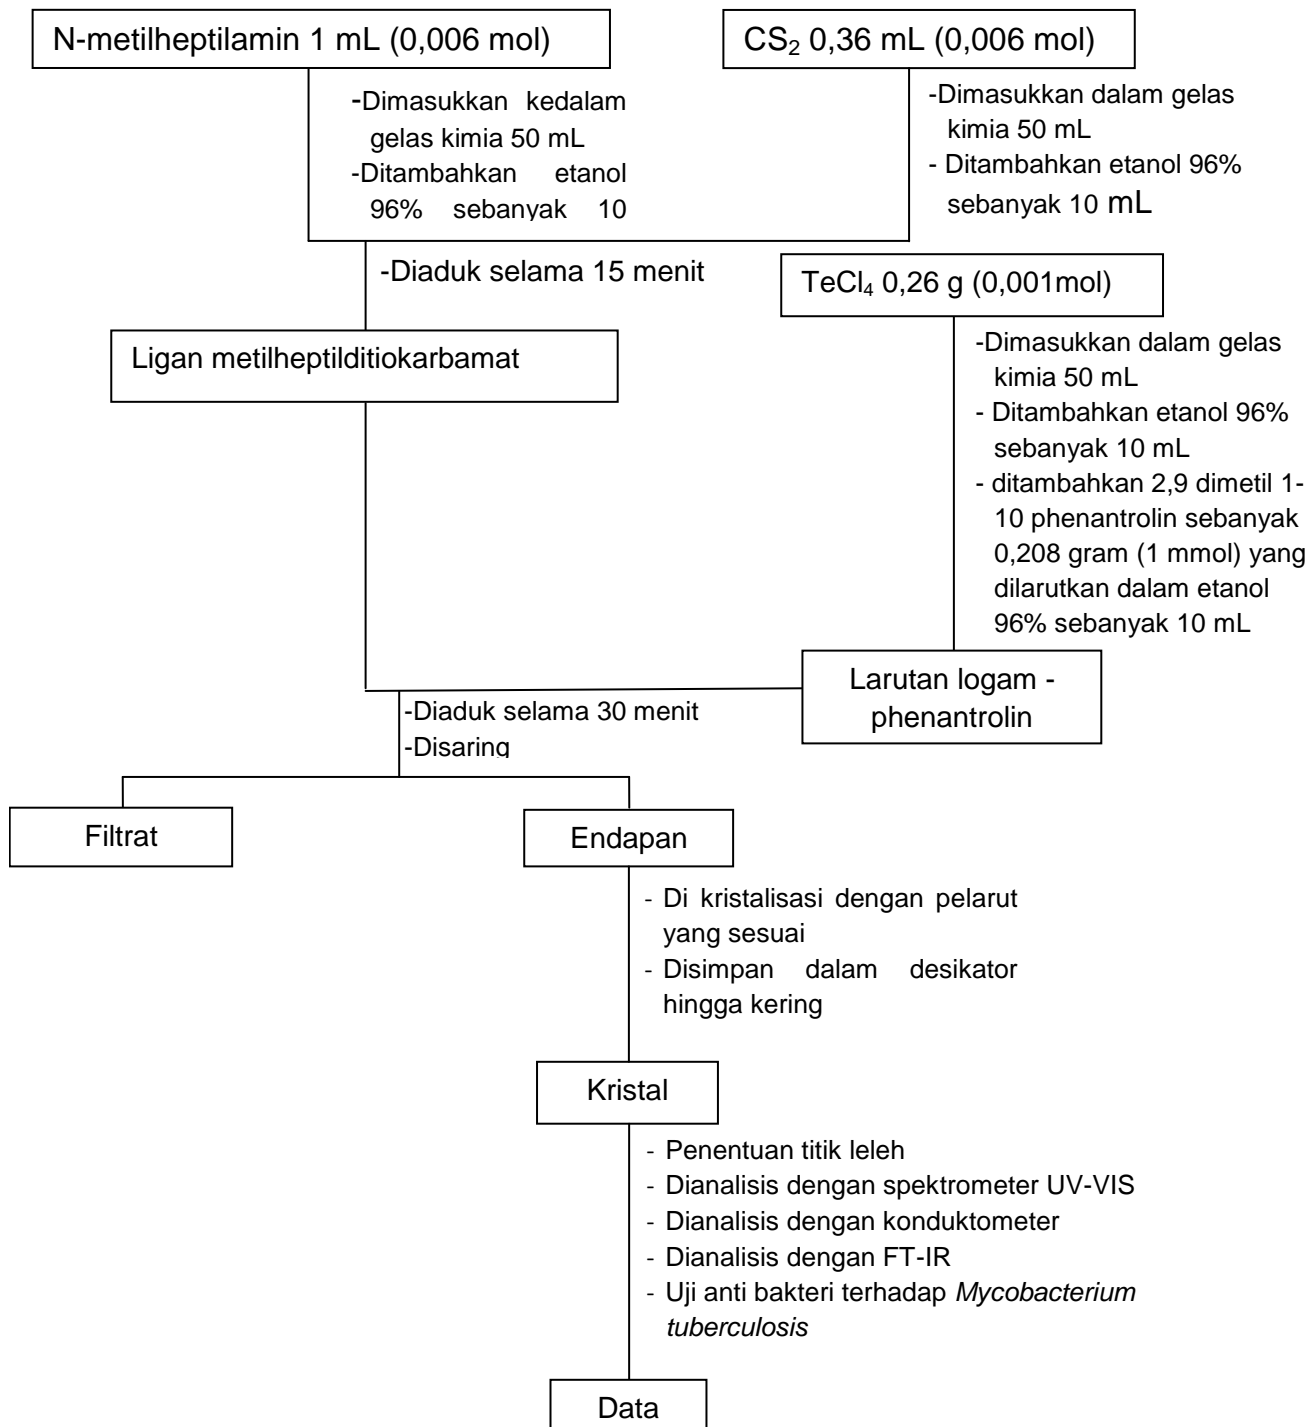 N-metilheptilamin 1 mL (0,006 mol)
CS₂ 0,36 mL (0,006 mol)
-Dimasukkan kedalam
gelas kimia 50 mL
-Ditambahkan etanol
96% sebanyak 10
-Dimasukkan dalam gelas
kimia 50 mL
- Ditambahkan etanol 96%
sebanyak 10 mL
-Diaduk selama 15 menit
TeCl₄ 0,26 g (0,001mol)
Ligan metilheptilditiokarbamat
-Dimasukkan dalam gelas
kimia 50 mL
- Ditambahkan etanol 96%
sebanyak 10 mL
- ditambahkan 2,9 dimetil 1-
10 phenantrolin sebanyak
0,208 gram (1 mmol) yang
dilarutkan dalam etanol
96% sebanyak 10 mL
Larutan logam -
phenantrolin
-Diaduk selama 30 menit
-Disaring
Filtrat
Endapan
- Di kristalisasi dengan pelarut
yang sesuai
- Disimpan dalam desikator
hingga kering
Kristal
- Penentuan titik leleh
- Dianalisis dengan spektrometer UV-VIS
- Dianalisis dengan konduktometer
- Dianalisis dengan FT-IR
- Uji anti bakteri terhadap Mycobacterium
tuberculosis
Data